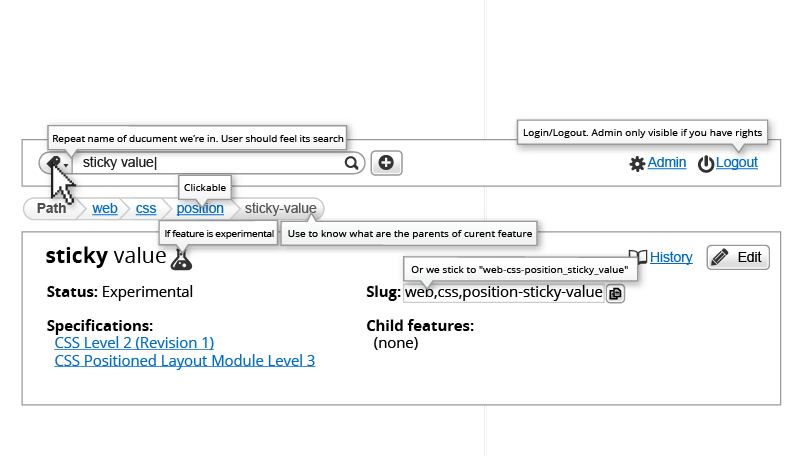 Repeat name of ducument we're in. User should feel its search
Login/Logout. Admin only visible if you have rights
sticky value
Admin
Logout
Clickable
Path
web
css
position
sticky-value
If feature is experimental
Use to know what are the parents of curent feature
sticky value
History
Edit
Or we stick to "web-css-position_sticky_value"
Status: Experimental
Slug: web,css,position-sticky-value
Specifications:
Child features:
CSS Level 2 (Revision 1)
(none)
CSS Positioned Layout Module Level 3